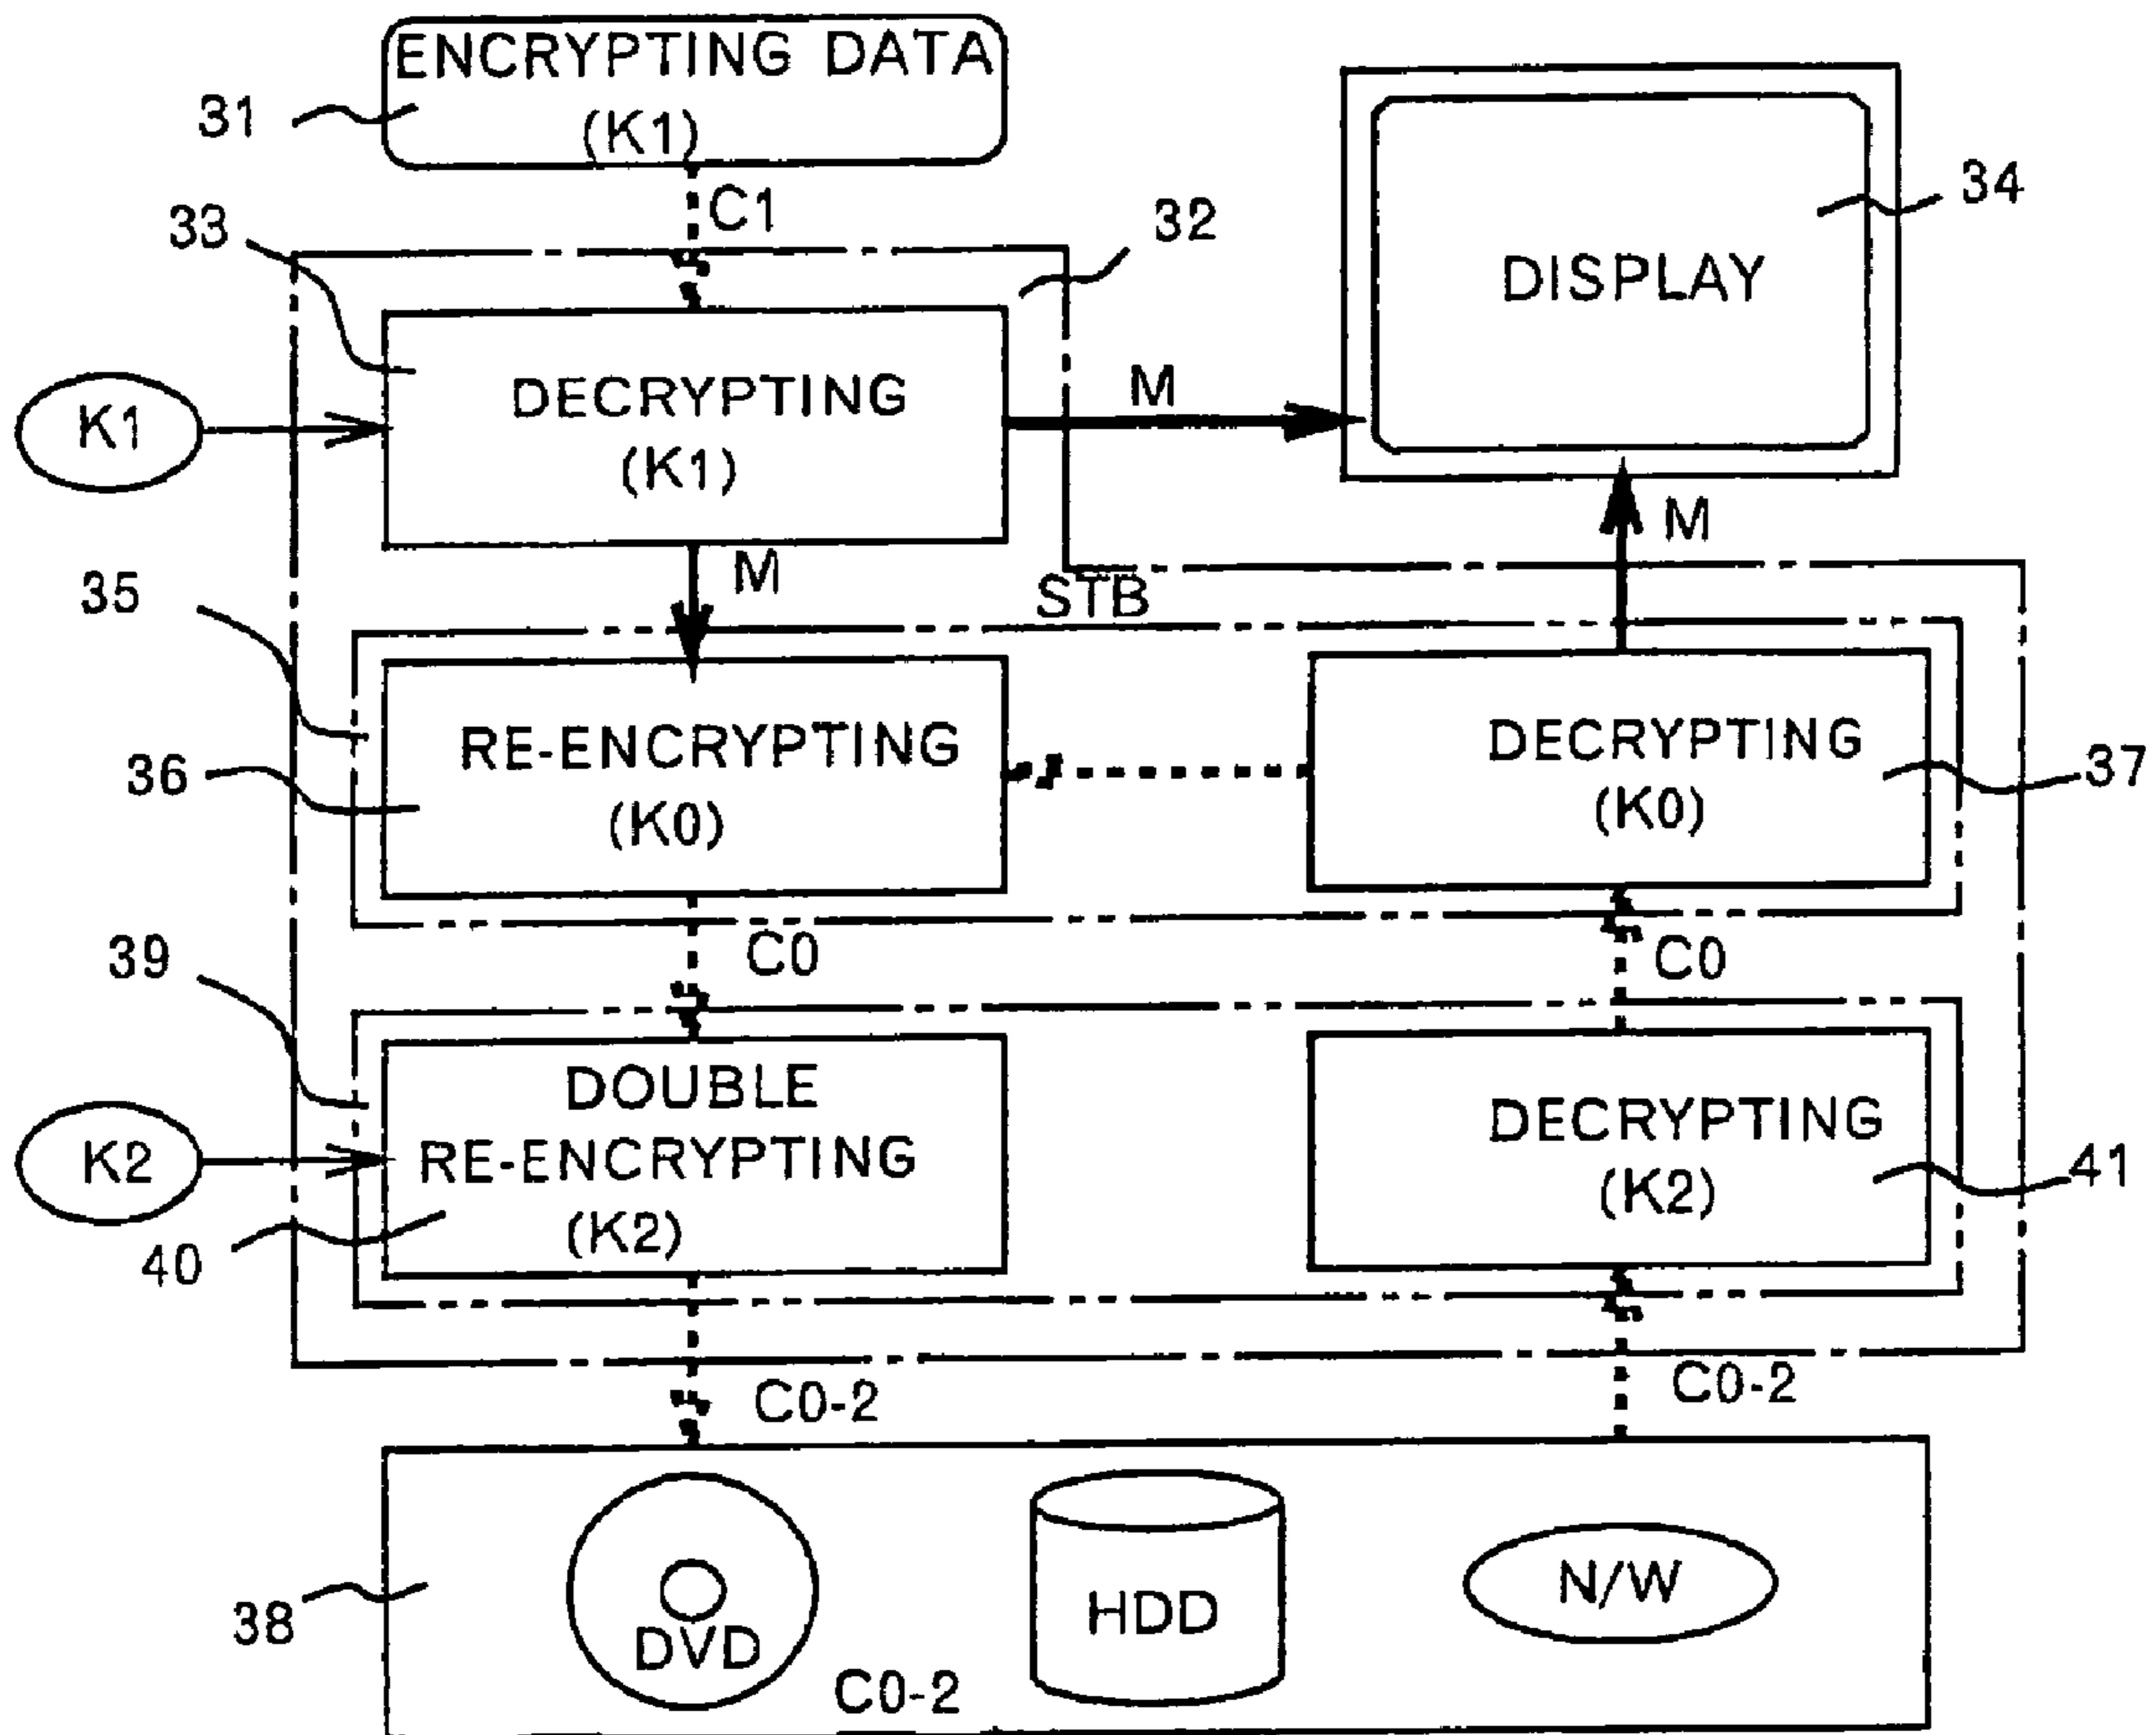 ENCRYPTING DATA
(K1)
31
C1
33
32
34
DISPLAY
K1
DECRYPTING
(K1)
M
M
M
35
STB
36
RE-ENCRYPTING
(K0)
DECRYPTING
(K0)
37
39
C0
C0
K2
DOUBLE
RE-ENCRYPTING
(K2)
DECRYPTING
(K2)
41
40
C0-2
C0-2
38
DVD
HDD
N/W
C0-2